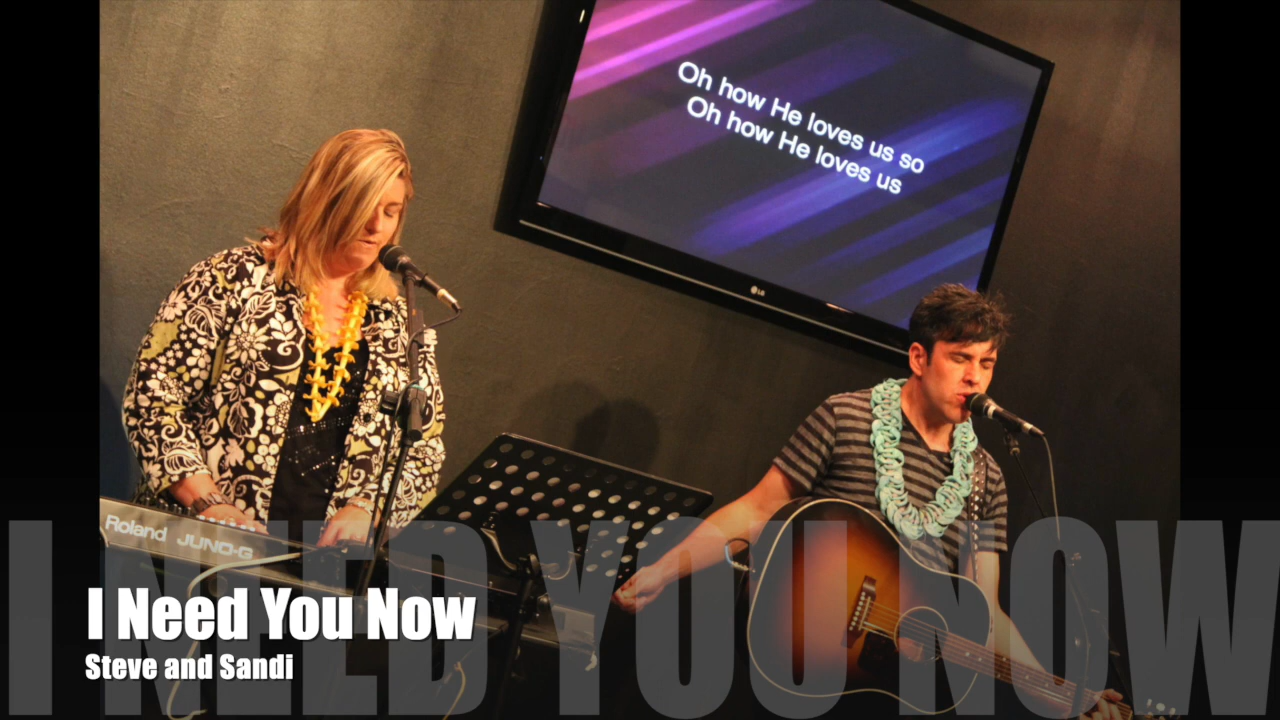 Oh how He loves us so
Oh how He loves us
LG
Roland JUNO-G
I NEED YOU NOW
I Need You Now
Steve and Sandi